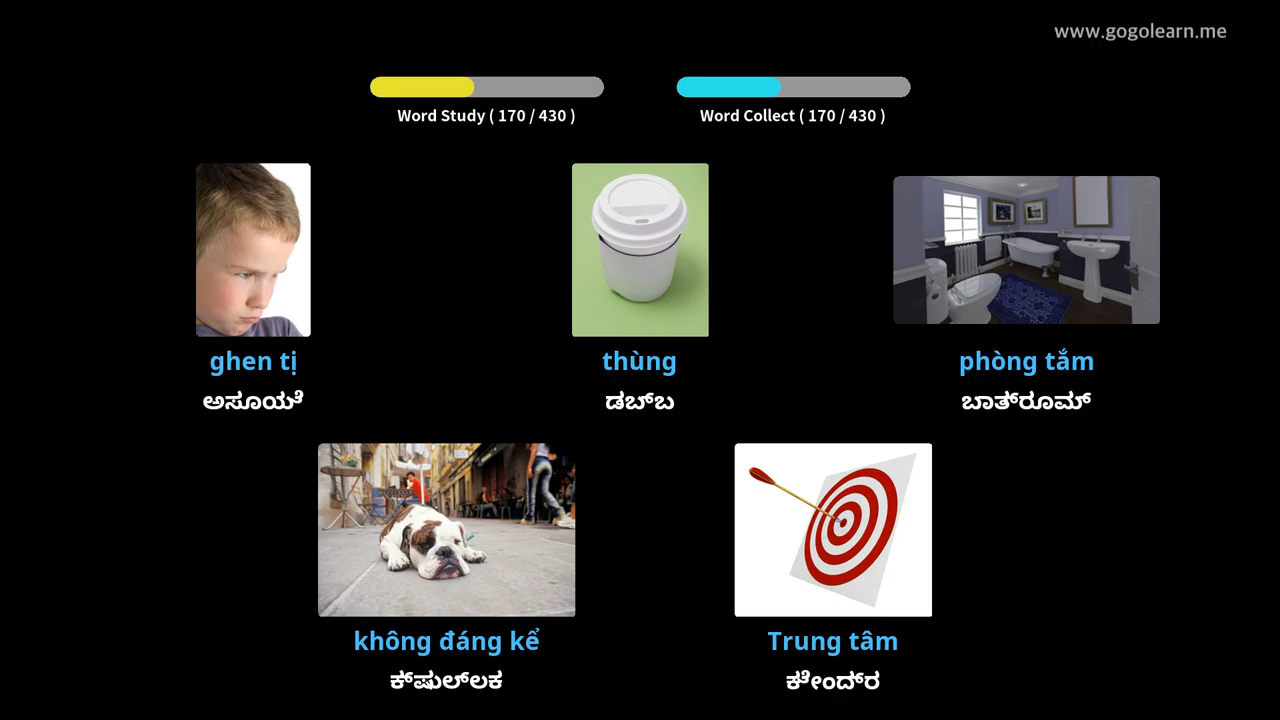 www.gogolearn.me
Word Study ( 170 / 430 )
Word Collect ( 170 / 430 )
ghen tị
ಅಸೂಯೆ
thùng
ಡಬ್ಬ
phòng tắm
ಬಾತ್ರೂಮ್
không đáng kể
ಕ್ಷುಲ್ಲಕ
Trung tâm
ಕೇಂದ್ರ